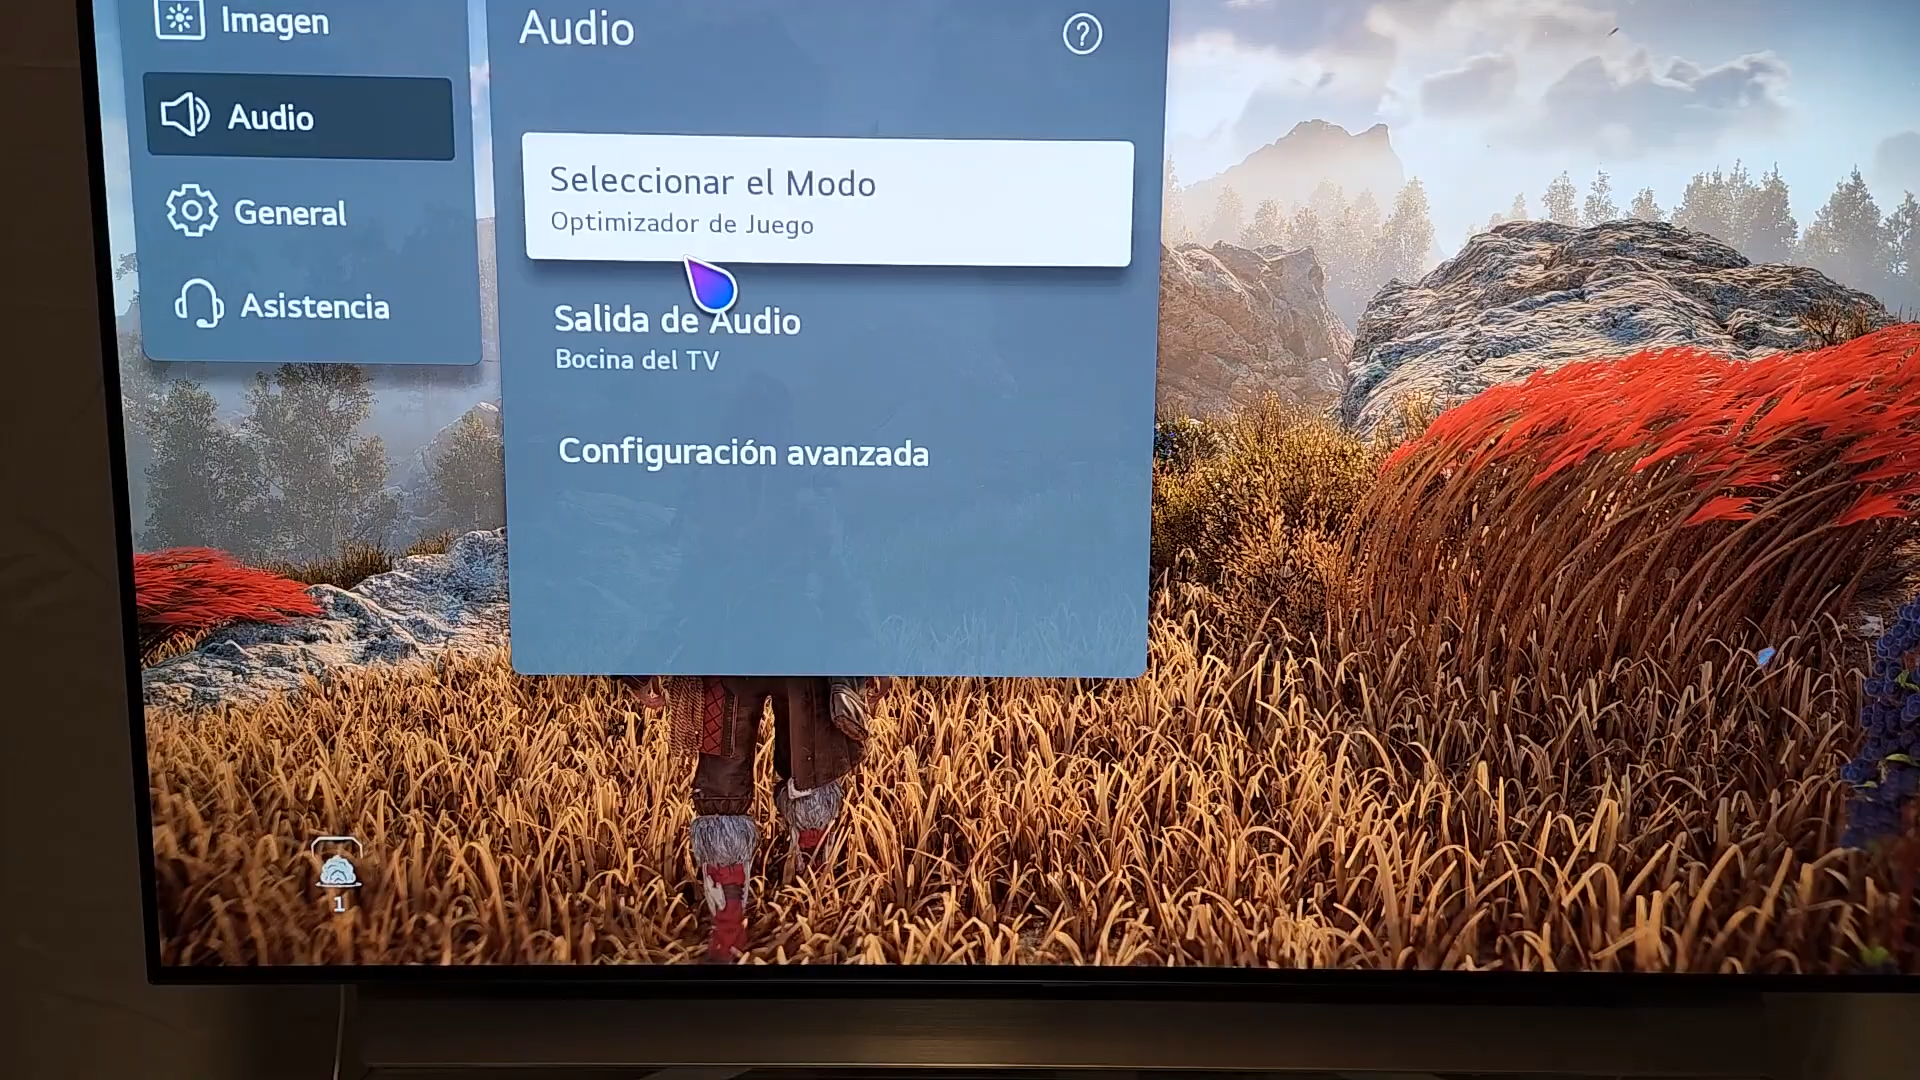 Imagen
Audio
General
Asistencia
Audio
?
Seleccionar el Modo
Optimizador de Juego
Salida de Audio
Bocina del TV
Configuración avanzada
1